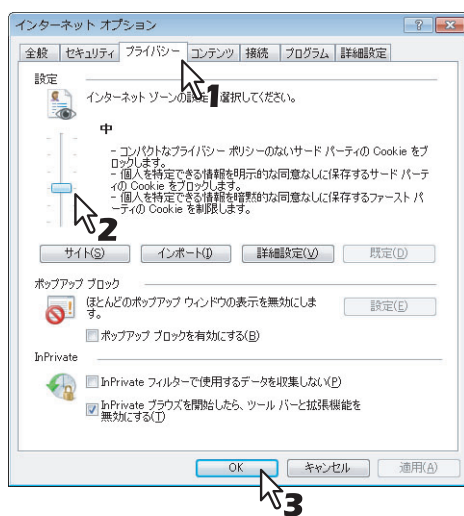 インターネット オプション
全般 セキュリティ プライバシー コンテンツ 接続 プログラム 詳細設定
1
設定
インターネット ゾーンの設定を選択してください。
中
- コンパクトなプライバシー ポリシーのないサード パーティの Cookie をブ
ロックします。
- 個人を特定できる情報を明示的な同意なしに保存するサード パーテ
ィの Cookie をブロックします。
- 個人を特定できる情報を暗黙的な同意なしに保存するファースト パ
ーティの Cookie を制限します。
2
サイト(S) インポート(I) 詳細設定(V) 既定(D)
ポップアップ ブロック
ほとんどのポップアップ ウィンドウの表示を無効にしま
す。
設定(E)
ポップアップ ブロックを有効にする(B)
InPrivate
InPrivate フィルターで使用するデータを収集しない(P)
InPrivate ブラウズを開始したら、ツール バーと拡張機能を
無効にする(T)
OK キャンセル 適用(A)
3